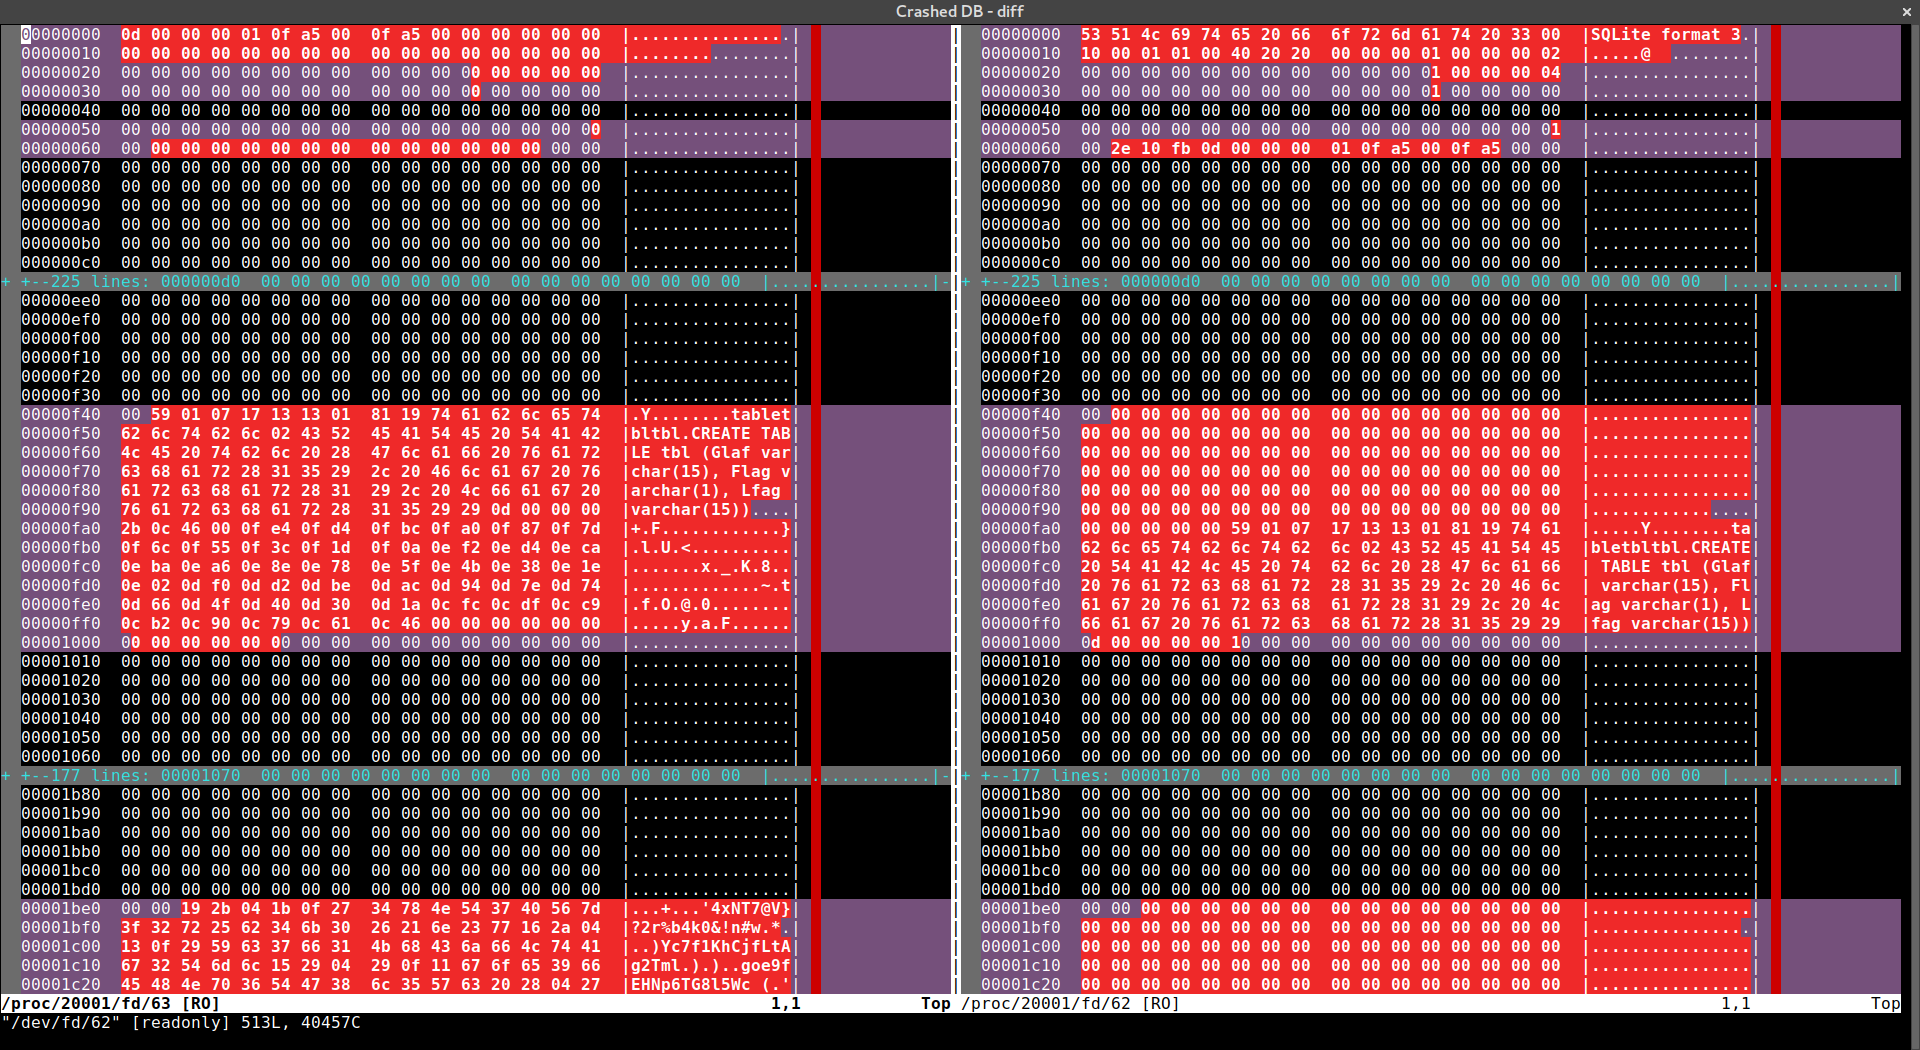 Crashed DB - diff
×
00000000  0d 00 00 00 01 0f a5 00  0f a5 00 00 00 00 00 00  |................|
00000010  00 00 00 00 00 00 00 00  00 00 00 00 00 00 00 00  |................|
00000020  00 00 00 00 00 00 00 00  00 00 00 00 00 00 00 00  |................|
00000030  00 00 00 00 00 00 00 00  00 00 00 00 00 00 00 00  |................|
00000040  00 00 00 00 00 00 00 00  00 00 00 00 00 00 00 00  |................|
00000050  00 00 00 00 00 00 00 00  00 00 00 00 00 00 00 00  |................|
00000060  00 00 00 00 00 00 00 00  00 00 00 00 00 00 00 00  |................|
00000070  00 00 00 00 00 00 00 00  00 00 00 00 00 00 00 00  |................|
00000080  00 00 00 00 00 00 00 00  00 00 00 00 00 00 00 00  |................|
00000090  00 00 00 00 00 00 00 00  00 00 00 00 00 00 00 00  |................|
000000a0  00 00 00 00 00 00 00 00  00 00 00 00 00 00 00 00  |................|
000000b0  00 00 00 00 00 00 00 00  00 00 00 00 00 00 00 00  |................|
000000c0  00 00 00 00 00 00 00 00  00 00 00 00 00 00 00 00  |................|
+ +--225 lines: 000000d0  00 00 00 00 00 00 00 00  00 00 00 00 00 00 00 00  |................|-
00000ee0  00 00 00 00 00 00 00 00  00 00 00 00 00 00 00 00  |................|
00000ef0  00 00 00 00 00 00 00 00  00 00 00 00 00 00 00 00  |................|
00000f00  00 00 00 00 00 00 00 00  00 00 00 00 00 00 00 00  |................|
00000f10  00 00 00 00 00 00 00 00  00 00 00 00 00 00 00 00  |................|
00000f20  00 00 00 00 00 00 00 00  00 00 00 00 00 00 00 00  |................|
00000f30  00 00 00 00 00 00 00 00  00 00 00 00 00 00 00 00  |................|
00000f40  00 59 01 07 17 13 13 01  81 19 74 61 62 6c 65 74  |.Y........tablet|
00000f50  62 6c 74 62 6c 02 43 52  45 41 54 45 20 54 41 42  |bltbl.CREATE TAB|
00000f60  4c 45 20 74 62 6c 20 28  47 6c 61 66 20 76 61 72  |LE tbl (Glaf var|
00000f70  63 68 61 72 28 31 35 29  2c 20 46 6c 61 67 20 76  |char(15), Flag v|
00000f80  61 72 63 68 61 72 28 31  29 2c 20 4c 66 61 67 20  |archar(1), Lfag |
00000f90  76 61 72 63 68 61 72 28  31 35 29 29 0d 00 00 00  |varchar(15))....|
00000fa0  2b 0c 46 00 0f e4 0f d4  0f bc 0f a0 0f 87 0f 7d  |+.F............}|
00000fb0  0f 6c 0f 55 0f 3c 0f 1d  0f 0a 0e f2 0e d4 0e ca  |.l.U.<..........|
00000fc0  0e ba 0e a6 0e 8e 0e 78  0e 5f 0e 4b 0e 38 0e 1e  |.......x._.K.8..|
00000fd0  0e 02 0d f0 0d d2 0d be  0d ac 0d 94 0d 7e 0d 74  |.............~.t|
00000fe0  0d 66 0d 4f 0d 40 0d 30  0d 1a 0c fc 0c df 0c c9  |.f.O.@.0........|
00000ff0  0c b2 0c 90 0c 79 0c 61  0c 46 00 00 00 00 00 00  |.....y.a.F......|
00001000  00 00 00 00 00 00 00 00  00 00 00 00 00 00 00 00  |................|
00001010  00 00 00 00 00 00 00 00  00 00 00 00 00 00 00 00  |................|
00001020  00 00 00 00 00 00 00 00  00 00 00 00 00 00 00 00  |................|
00001030  00 00 00 00 00 00 00 00  00 00 00 00 00 00 00 00  |................|
00001040  00 00 00 00 00 00 00 00  00 00 00 00 00 00 00 00  |................|
00001050  00 00 00 00 00 00 00 00  00 00 00 00 00 00 00 00  |................|
00001060  00 00 00 00 00 00 00 00  00 00 00 00 00 00 00 00  |................|
+ +--177 lines: 00001070  00 00 00 00 00 00 00 00  00 00 00 00 00 00 00 00  |................|-
00001b80  00 00 00 00 00 00 00 00  00 00 00 00 00 00 00 00  |................|
00001b90  00 00 00 00 00 00 00 00  00 00 00 00 00 00 00 00  |................|
00001ba0  00 00 00 00 00 00 00 00  00 00 00 00 00 00 00 00  |................|
00001bb0  00 00 00 00 00 00 00 00  00 00 00 00 00 00 00 00  |................|
00001bc0  00 00 00 00 00 00 00 00  00 00 00 00 00 00 00 00  |................|
00001bd0  00 00 00 00 00 00 00 00  00 00 00 00 00 00 00 00  |................|
00001be0  00 00 19 2b 04 1b 0f 27  34 78 4e 54 37 40 56 7d  |...+...'4xNT7@V}|
00001bf0  3f 32 72 25 62 34 6b 30  26 21 6e 23 77 16 2a 04  |?2r%b4k0&!n#w.*.|
00001c00  13 0f 29 59 63 37 66 31  4b 68 43 6a 66 4c 74 41  |..)Yc7f1KhCjfLtA|
00001c10  67 32 54 6d 6c 15 29 04  29 0f 11 67 6f 65 39 66  |g2Tml.).)..goe9f|
00001c20  45 48 4e 70 36 54 47 38  6c 35 57 63 20 28 04 27  |EHNp6TG8l5Wc (.'|
/proc/20001/fd/63 [RO] 1,1 Top
00000000  53 51 4c 69 74 65 20 66  6f 72 6d 61 74 20 33 00  |SQLite format 3.|
00000010  10 00 01 01 00 40 20 20  00 00 00 01 00 00 00 02  |.....@  ........|
00000020  00 00 00 00 00 00 00 00  00 00 00 01 00 00 00 04  |................|
00000030  00 00 00 00 00 00 00 00  00 00 00 01 00 00 00 00  |................|
00000040  00 00 00 00 00 00 00 00  00 00 00 00 00 00 00 00  |................|
00000050  00 00 00 00 00 00 00 00  00 00 00 00 00 00 00 01  |................|
00000060  00 2e 10 fb 0d 00 00 00  01 0f a5 00 0f a5 00 00  |................|
00000070  00 00 00 00 00 00 00 00  00 00 00 00 00 00 00 00  |................|
00000080  00 00 00 00 00 00 00 00  00 00 00 00 00 00 00 00  |................|
00000090  00 00 00 00 00 00 00 00  00 00 00 00 00 00 00 00  |................|
000000a0  00 00 00 00 00 00 00 00  00 00 00 00 00 00 00 00  |................|
000000b0  00 00 00 00 00 00 00 00  00 00 00 00 00 00 00 00  |................|
000000c0  00 00 00 00 00 00 00 00  00 00 00 00 00 00 00 00  |................|
+ +--225 lines: 000000d0  00 00 00 00 00 00 00 00  00 00 00 00 00 00 00 00  |................|
00000ee0  00 00 00 00 00 00 00 00  00 00 00 00 00 00 00 00  |................|
00000ef0  00 00 00 00 00 00 00 00  00 00 00 00 00 00 00 00  |................|
00000f00  00 00 00 00 00 00 00 00  00 00 00 00 00 00 00 00  |................|
00000f10  00 00 00 00 00 00 00 00  00 00 00 00 00 00 00 00  |................|
00000f20  00 00 00 00 00 00 00 00  00 00 00 00 00 00 00 00  |................|
00000f30  00 00 00 00 00 00 00 00  00 00 00 00 00 00 00 00  |................|
00000f40  00 00 00 00 00 00 00 00  00 00 00 00 00 00 00 00  |................|
00000f50  00 00 00 00 00 00 00 00  00 00 00 00 00 00 00 00  |................|
00000f60  00 00 00 00 00 00 00 00  00 00 00 00 00 00 00 00  |................|
00000f70  00 00 00 00 00 00 00 00  00 00 00 00 00 00 00 00  |................|
00000f80  00 00 00 00 00 00 00 00  00 00 00 00 00 00 00 00  |................|
00000f90  00 00 00 00 00 00 00 00  00 00 00 00 00 00 00 00  |................|
00000fa0  00 00 00 00 00 59 01 07  17 13 13 01 81 19 74 61  |.....Y........ta|
00000fb0  62 6c 65 74 62 6c 74 62  6c 02 43 52 45 41 54 45  |bletbltbl.CREATE|
00000fc0  20 54 41 42 4c 45 20 74  62 6c 20 28 47 6c 61 66  | TABLE tbl (Glaf|
00000fd0  20 76 61 72 63 68 61 72  28 31 35 29 2c 20 46 6c  | varchar(15), Fl|
00000fe0  61 67 20 76 61 72 63 68  61 72 28 31 29 2c 20 4c  |ag varchar(1), L|
00000ff0  66 61 67 20 76 61 72 63  68 61 72 28 31 35 29 29  |fag varchar(15))|
00001000  0d 00 00 00 00 10 00 00  00 00 00 00 00 00 00 00  |................|
00001010  00 00 00 00 00 00 00 00  00 00 00 00 00 00 00 00  |................|
00001020  00 00 00 00 00 00 00 00  00 00 00 00 00 00 00 00  |................|
00001030  00 00 00 00 00 00 00 00  00 00 00 00 00 00 00 00  |................|
00001040  00 00 00 00 00 00 00 00  00 00 00 00 00 00 00 00  |................|
00001050  00 00 00 00 00 00 00 00  00 00 00 00 00 00 00 00  |................|
00001060  00 00 00 00 00 00 00 00  00 00 00 00 00 00 00 00  |................|
+ +--177 lines: 00001070  00 00 00 00 00 00 00 00  00 00 00 00 00 00 00 00  |................|
00001b80  00 00 00 00 00 00 00 00  00 00 00 00 00 00 00 00  |................|
00001b90  00 00 00 00 00 00 00 00  00 00 00 00 00 00 00 00  |................|
00001ba0  00 00 00 00 00 00 00 00  00 00 00 00 00 00 00 00  |................|
00001bb0  00 00 00 00 00 00 00 00  00 00 00 00 00 00 00 00  |................|
00001bc0  00 00 00 00 00 00 00 00  00 00 00 00 00 00 00 00  |................|
00001bd0  00 00 00 00 00 00 00 00  00 00 00 00 00 00 00 00  |................|
00001be0  00 00 00 00 00 00 00 00  00 00 00 00 00 00 00 00  |................|
00001bf0  00 00 00 00 00 00 00 00  00 00 00 00 00 00 00 00  |................|
00001c00  00 00 00 00 00 00 00 00  00 00 00 00 00 00 00 00  |................|
00001c10  00 00 00 00 00 00 00 00  00 00 00 00 00 00 00 00  |................|
00001c20  00 00 00 00 00 00 00 00  00 00 00 00 00 00 00 00  |................|
/proc/20001/fd/62 [RO] 1,1 Top
"/dev/fd/62" [readonly] 513L, 40457C